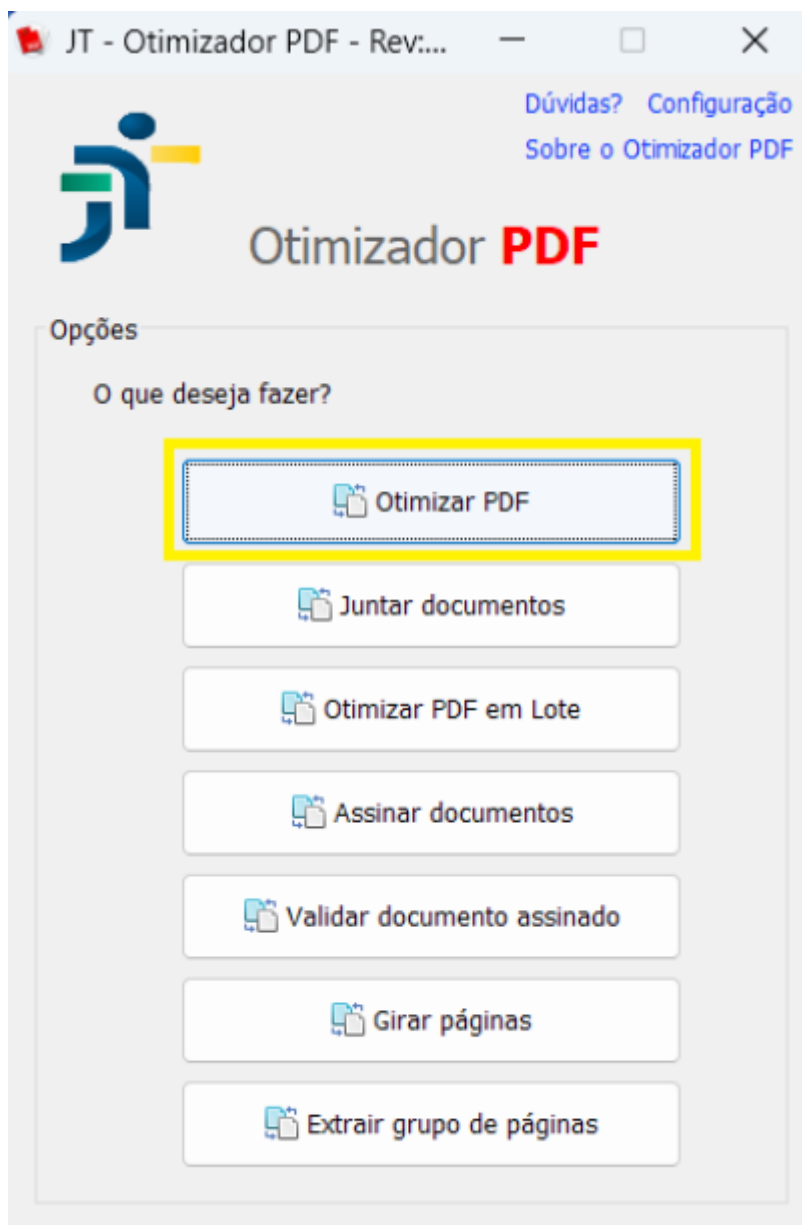 JT - Otimizador PDF - Rev:...
Dúvidas? Configuração
Sobre o Otimizador PDF
Otimizador PDF
Opções
O que deseja fazer?
Otimizar PDF
Juntar documentos
Otimizar PDF em Lote
Assinar documentos
Validar documento assinado
Girar páginas
Extrair grupo de páginas